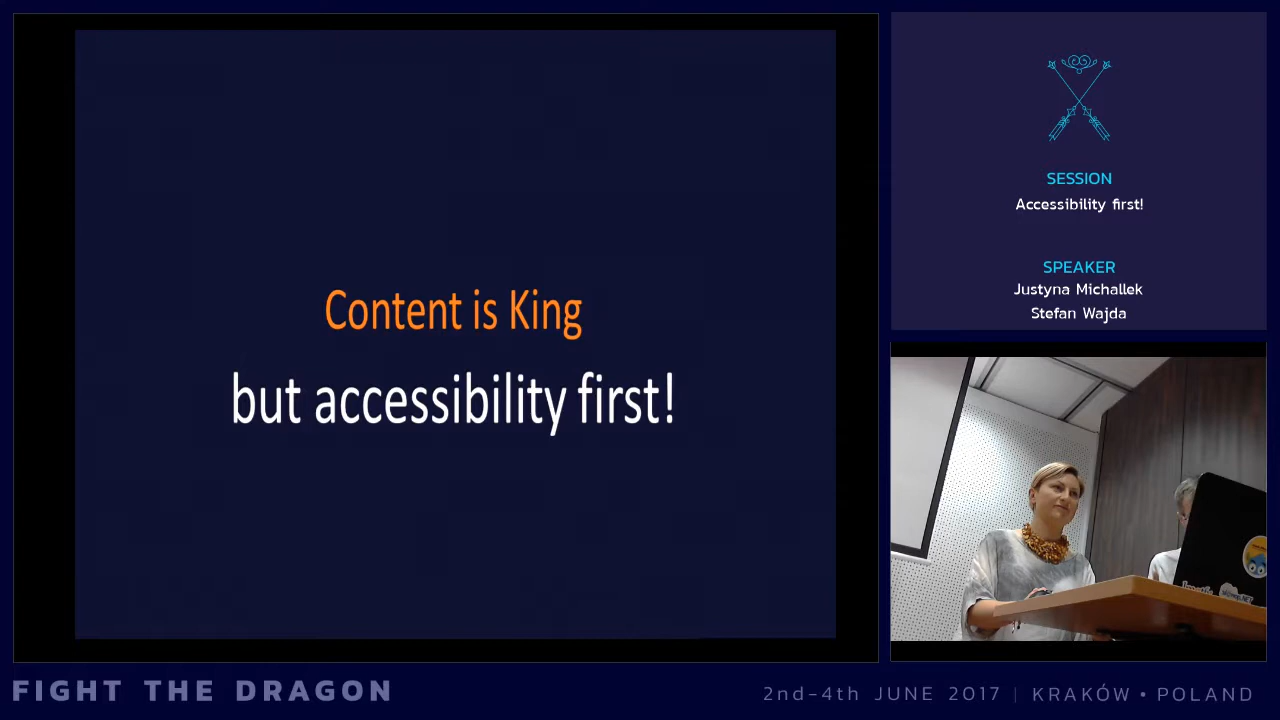 Content is King
but accessibility first!
SESSION
Accessibility first!
SPEAKER
Justyna Michallek
Stefan Wajda
FIGHT THE DRAGON
2nd-4th JUNE 2017 | KRAKÓW • POLAND